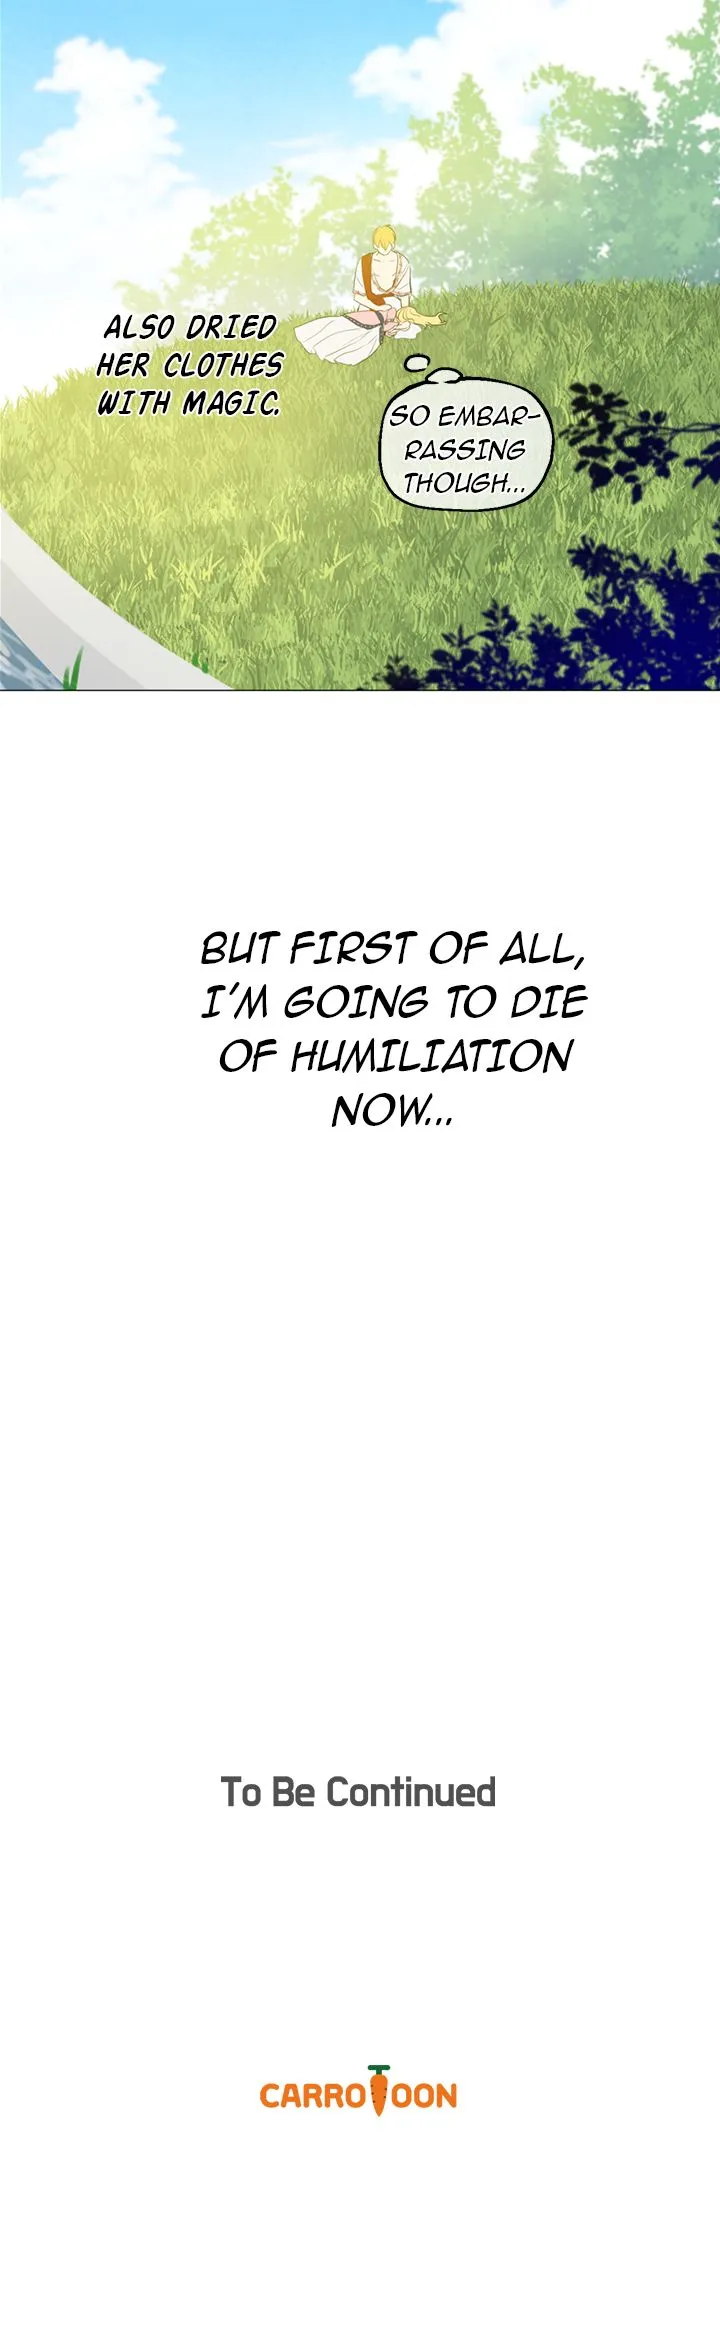 ALSO DRIED
HER CLOTHES
WITH MAGIC.
SO EMBAR-
RASSING
THOUGH...
BUT FIRST OF ALL,
I'M GOING TO DIE
OF HUMILIATION
NOW...
To Be Continued
CARROTOON